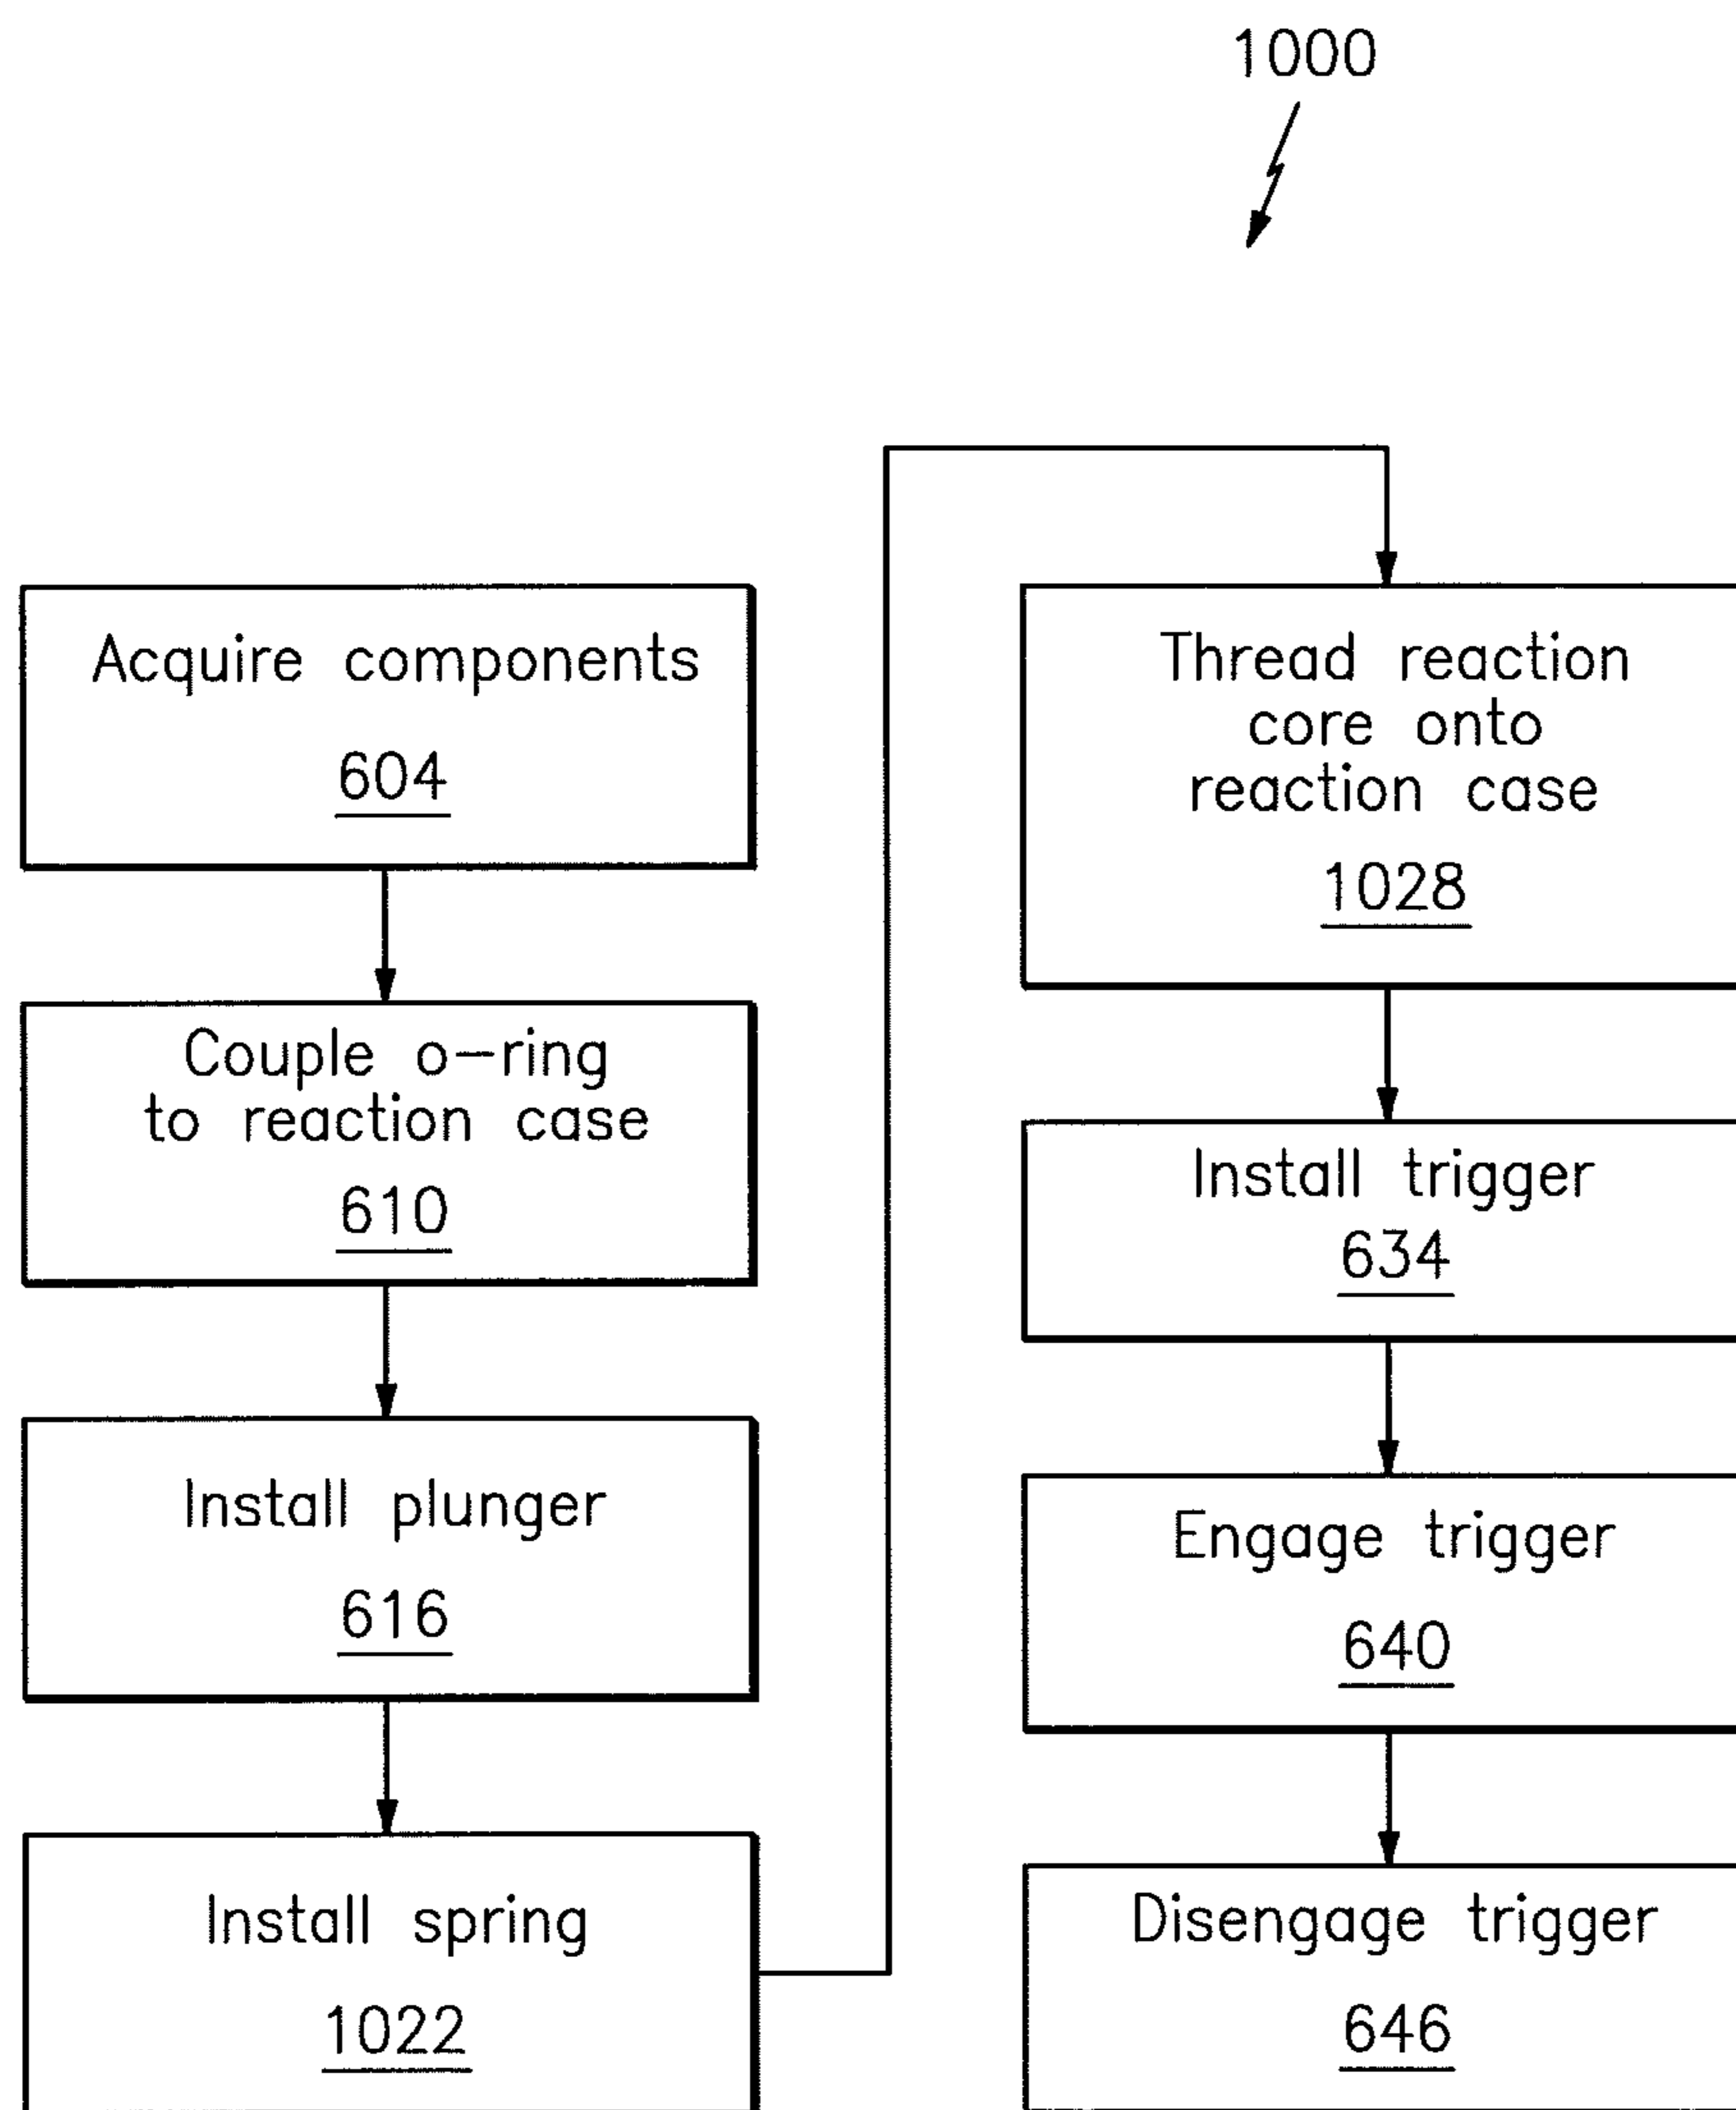 1000
Acquire components
604
Couple o-ring
to reaction case
610
Install plunger
616
Install spring
1022
Thread reaction
core onto
reaction case
1028
Install trigger
634
Engage trigger
640
Disengage trigger
646